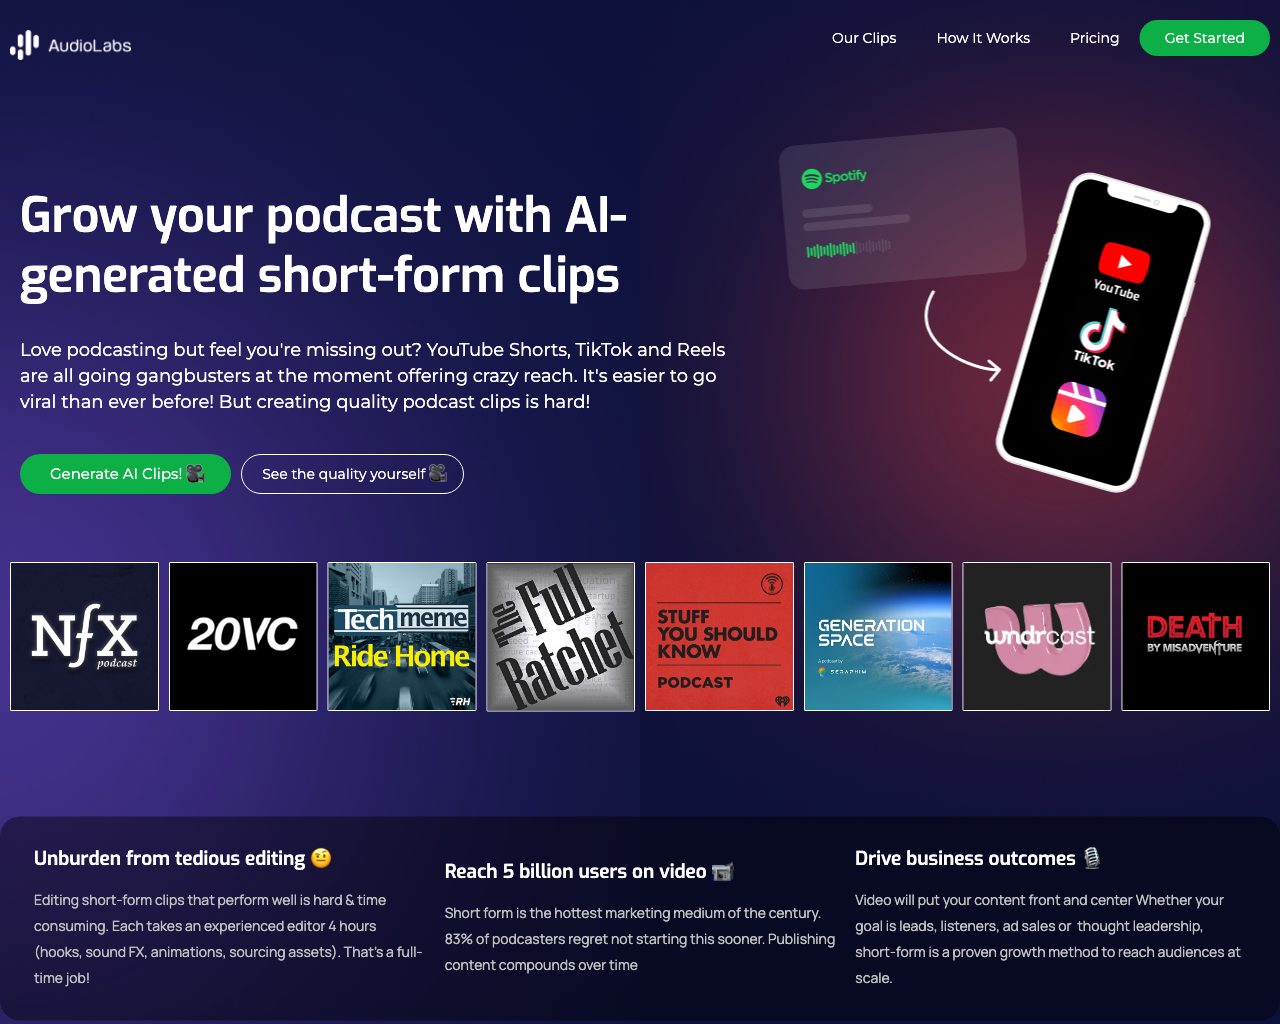 AudioLabs
Our Clips
How It Works
Pricing
Get Started
Grow your podcast with AI-
generated short-form clips
Love podcasting but feel you're missing out? YouTube Shorts, TikTok and Reels
are all going gangbusters at the moment offering crazy reach. It's easier to go
viral than ever before! But creating quality podcast clips is hard!
Generate AI Clips! 🎥
See the quality yourself 🎥
Spotify
YouTube
TikTok
NfX
podcast
20VC
Techmeme
Ride Home
RH
The
Full
Ratchet
STUFF
YOU SHOULD
KNOW
PODCAST
GENERATION
SPACE
A podcast by
SERAPHIM
wndrcast
DEATH
BY MISADVENTURE
Unburden from tedious editing 🤨
Editing short-form clips that perform well is hard & time
consuming. Each takes an experienced editor 4 hours
(hooks, sound FX, animations, sourcing assets). That's a full-
time job!
Reach 5 billion users on video 📹
Short form is the hottest marketing medium of the century.
83% of podcasters regret not starting this sooner. Publishing
content compounds over time
Drive business outcomes 🎙️
Video will put your content front and center Whether your
goal is leads, listeners, ad sales or thought leadership,
short-form is a proven growth method to reach audiences at
scale.